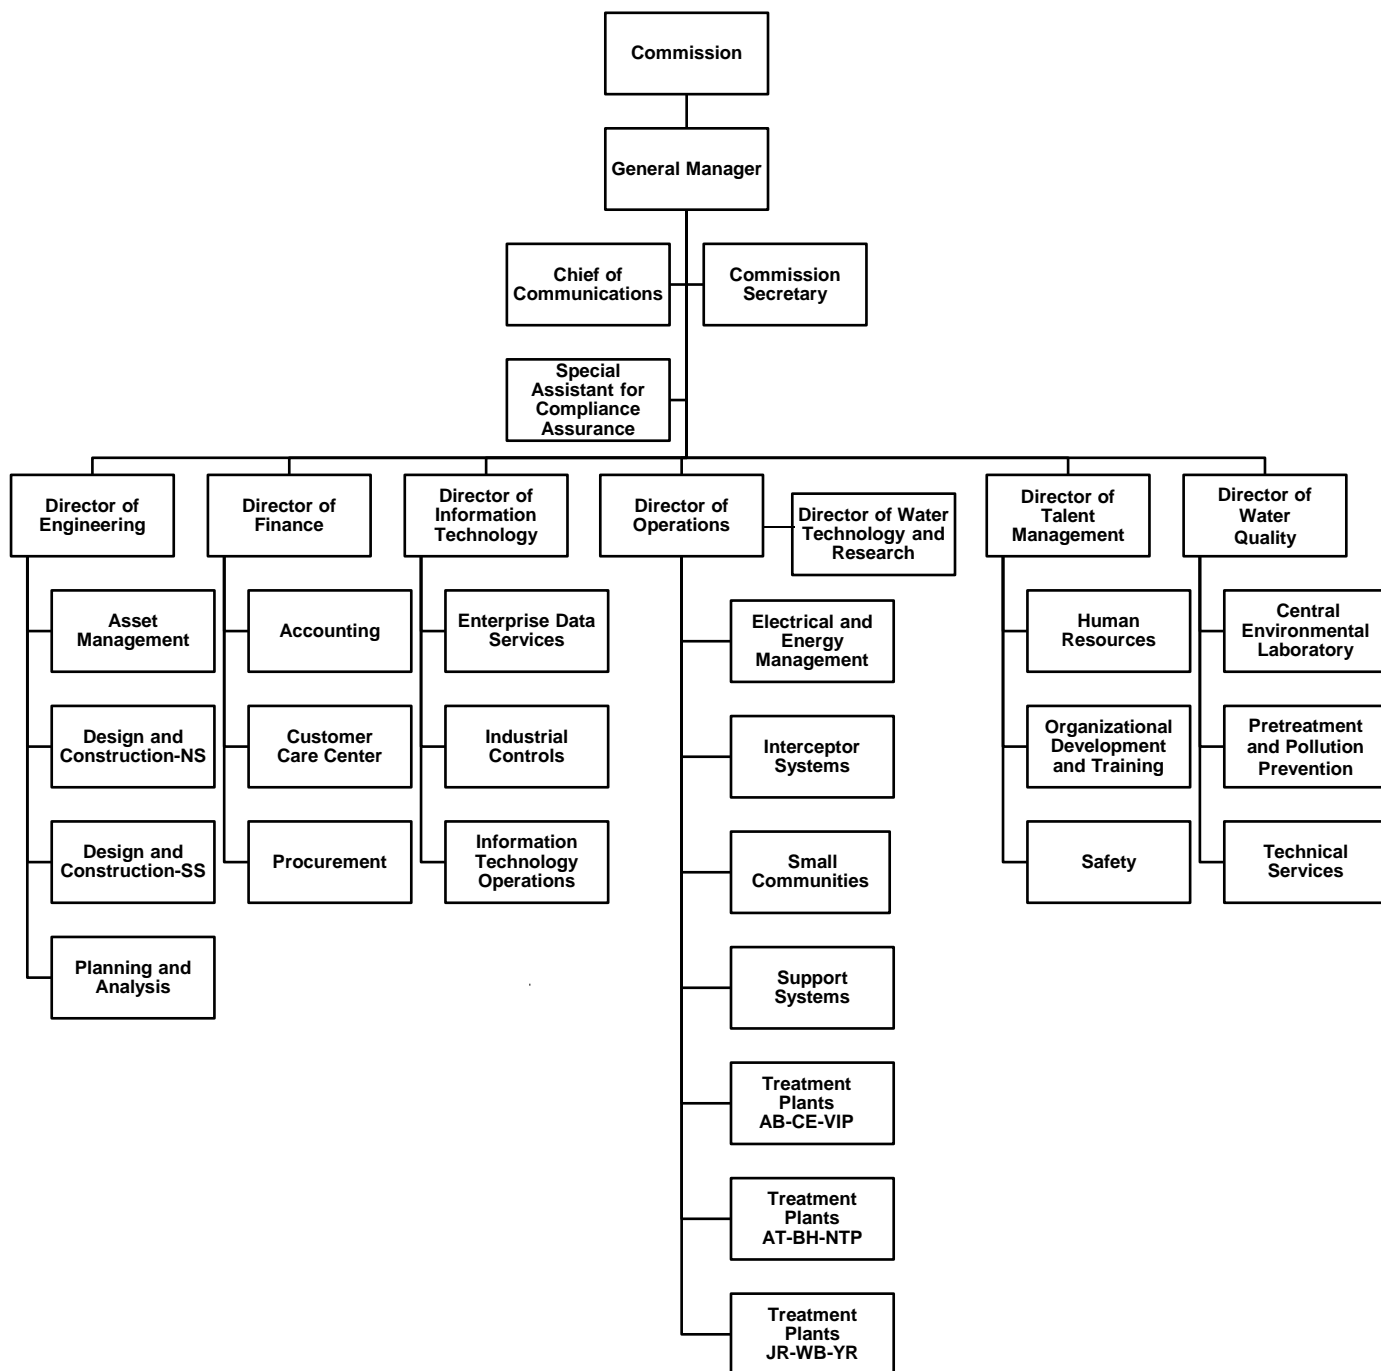 Commission
General Manager
Chief of
Communications
Commission
Secretary
Special
Assistant for
Compliance
Assurance
Director of
Engineering
Director of
Finance
Director of
Information
Technology
Director of
Operations
Director of Water
Technology and
Research
Director of
Talent
Management
Director of
Water
Quality
Asset
Management
Accounting
Enterprise Data
Services
Electrical and
Energy
Management
Human
Resources
Central
Environmental
Laboratory
Design and
Construction-NS
Customer
Care Center
Industrial
Controls
Interceptor
Systems
Organizational
Development
and Training
Pretreatment
and Pollution
Prevention
Design and
Construction-SS
Procurement
Information
Technology
Operations
Small
Communities
Safety
Technical
Services
Planning and
Analysis
Support
Systems
Treatment
Plants
AB-CE-VIP
Treatment
Plants
AT-BH-NTP
Treatment
Plants
JR-WB-YR